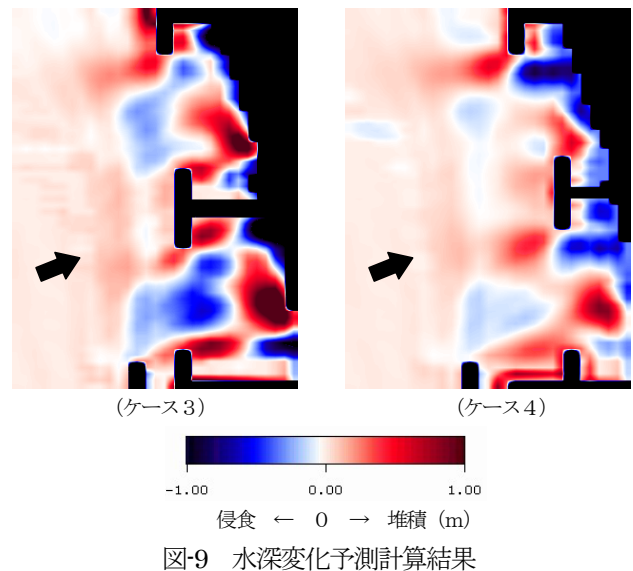 （ケース３） （ケース４）
-1.00 0.00 1.00
侵食 ← 0 → 堆積（m）
図-9 水深変化予測計算結果